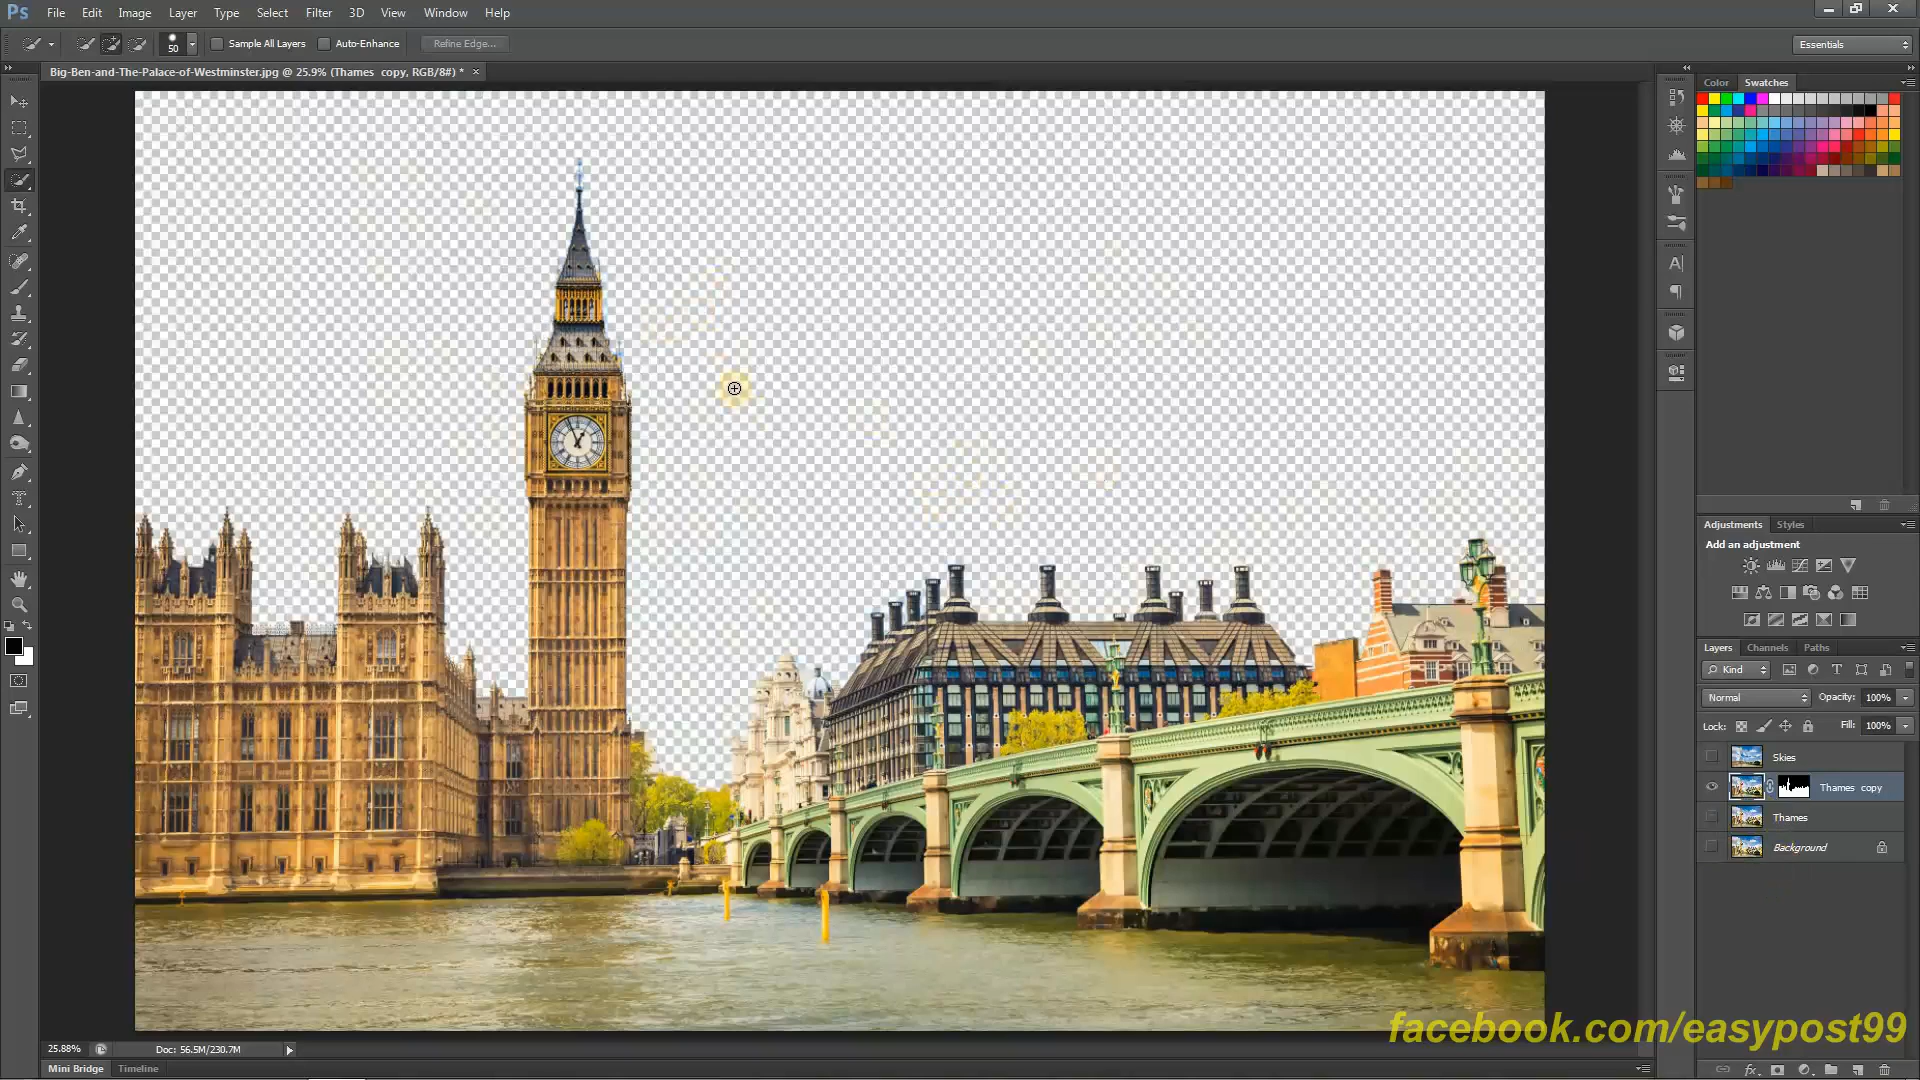 Ps File Edit Image Layer Type Select Filter 3D View Window Help
50 Sample All Layers Auto-Enhance Refine Edge... Essentials
Big-Ben-and-The-Palace-of-Westminster.jpg @ 25.9% (Thames copy, RGB/8#) * ×
Color Swatches
Adjustments Styles
Add an adjustment
Layers Channels Paths
Kind
Normal Opacity: 100%
Lock: Fill: 100%
Skies
Thames copy
Thames
Background
facebook.com/easypost99
25.88% Doc: 56.5M/230.7M
Mini Bridge Timeline